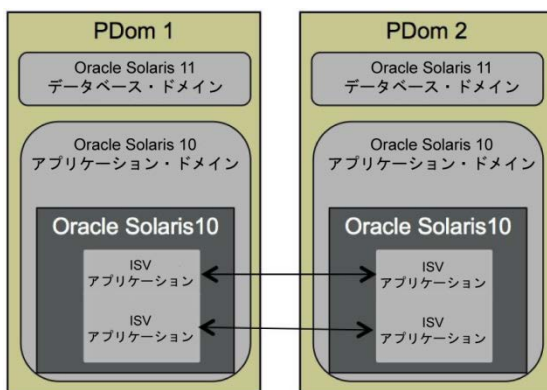 PDom 1
Oracle Solaris 11
データベース・ドメイン
Oracle Solaris 10
アプリケーション・ドメイン
Oracle Solaris10
ISV
アプリケーション
ISV
アプリケーション
PDom 2
Oracle Solaris 11
データベース・ドメイン
Oracle Solaris 10
アプリケーション・ドメイン
Oracle Solaris10
ISV
アプリケーション
ISV
アプリケーション